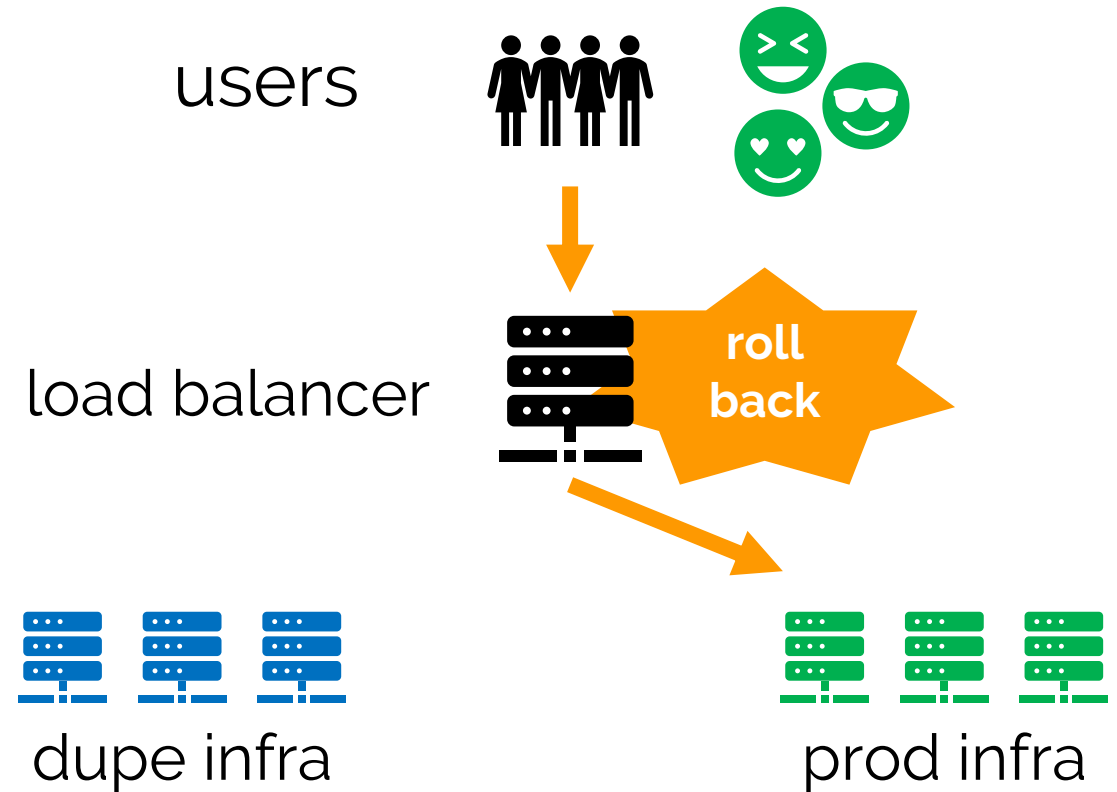 users
load balancer
roll
back
dupe infra
prod infra